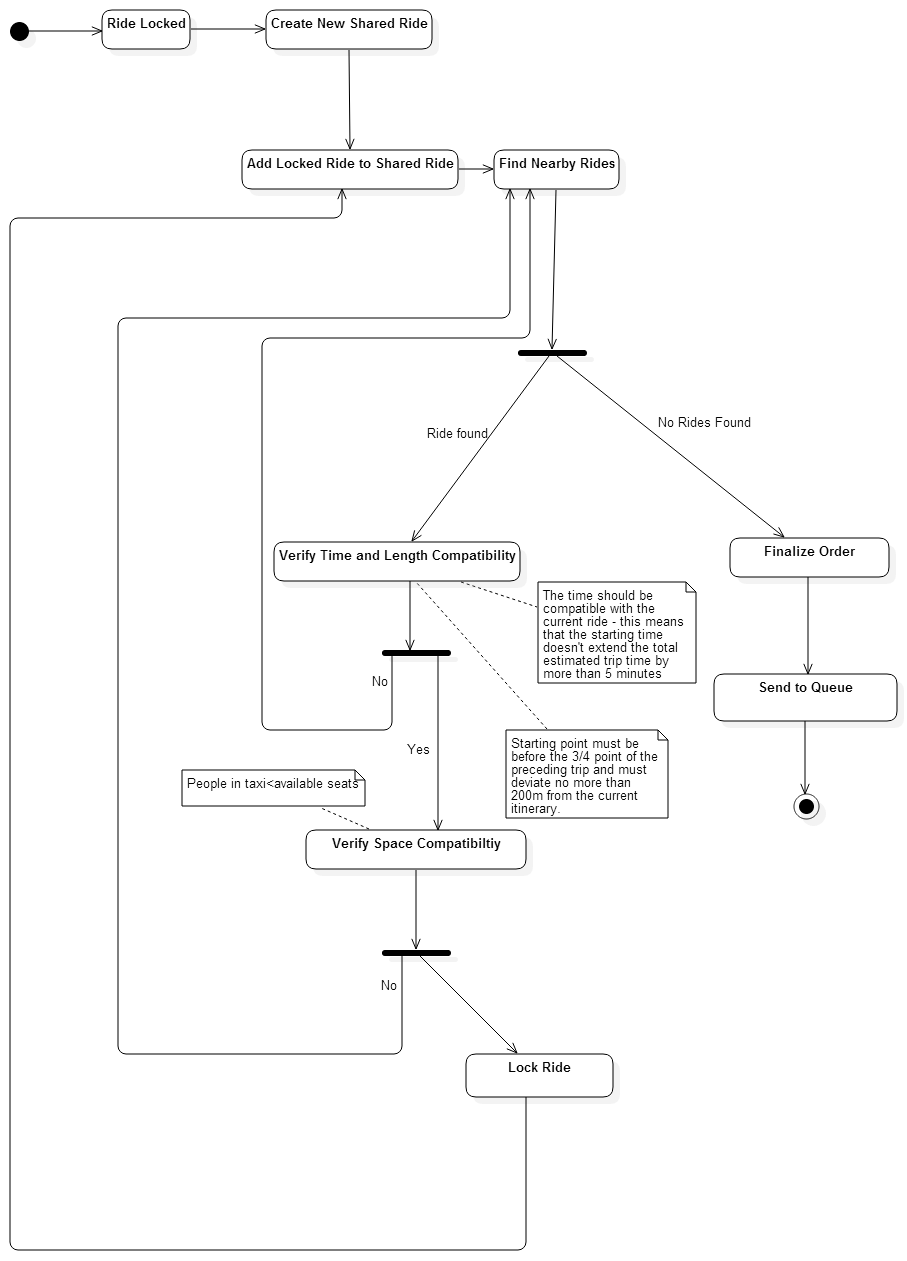 Ride Locked
Create New Shared Ride
Add Locked Ride to Shared Ride
Find Nearby Rides
Ride found
No Rides Found
Verify Time and Length Compatibility
Finalize Order
The time should be
compatible with the
current ride - this means
that the starting time
doesn't extend the total
estimated trip time by
more than 5 minutes
No
Send to Queue
Yes
Starting point must be
before the 3/4 point of the
preceding trip and must
deviate no more than
200m from the current
itinerary.
People in taxi<available seats
Verify Space Compatibiltiy
No
Lock Ride